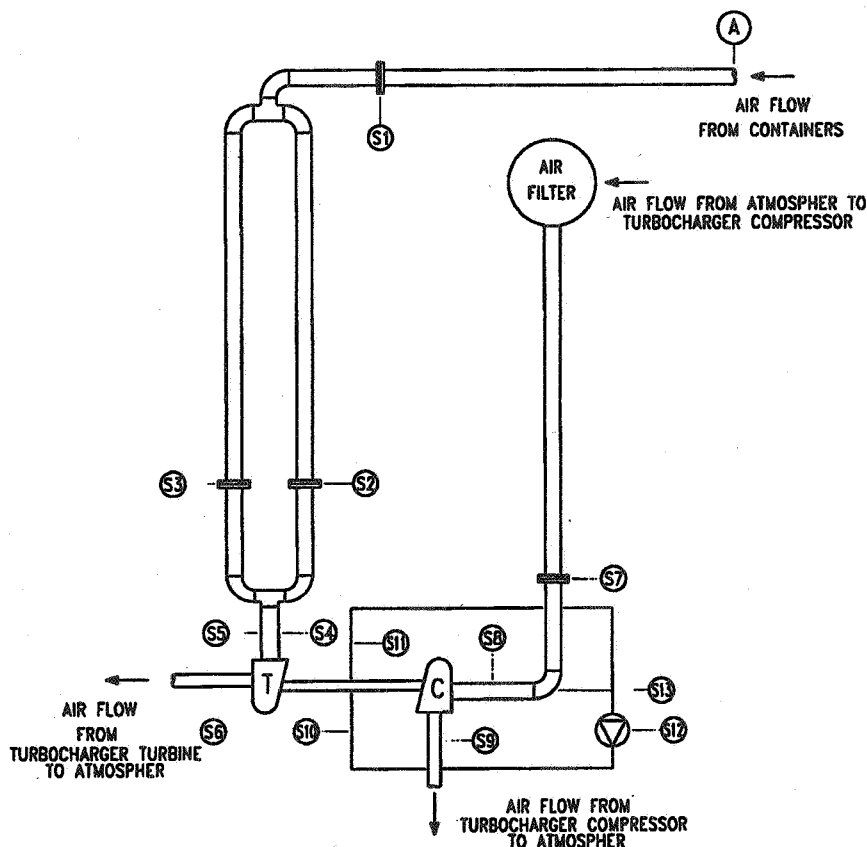 A
AIR FLOW
FROM CONTAINERS
S1
AIR
FILTER
AIR FLOW FROM ATMOSPHER TO
TURBOCHARGER COMPRESSOR
S3
S2
S7
S5
S4
S11
S8
T
C
S13
AIR FLOW
FROM
TURBOCHARGER TURBINE
TO ATMOSPHER
S6
S10
S9
S12
AIR FLOW FROM
TURBOCHARGER COMPRESSOR
TO ATMOSPHER